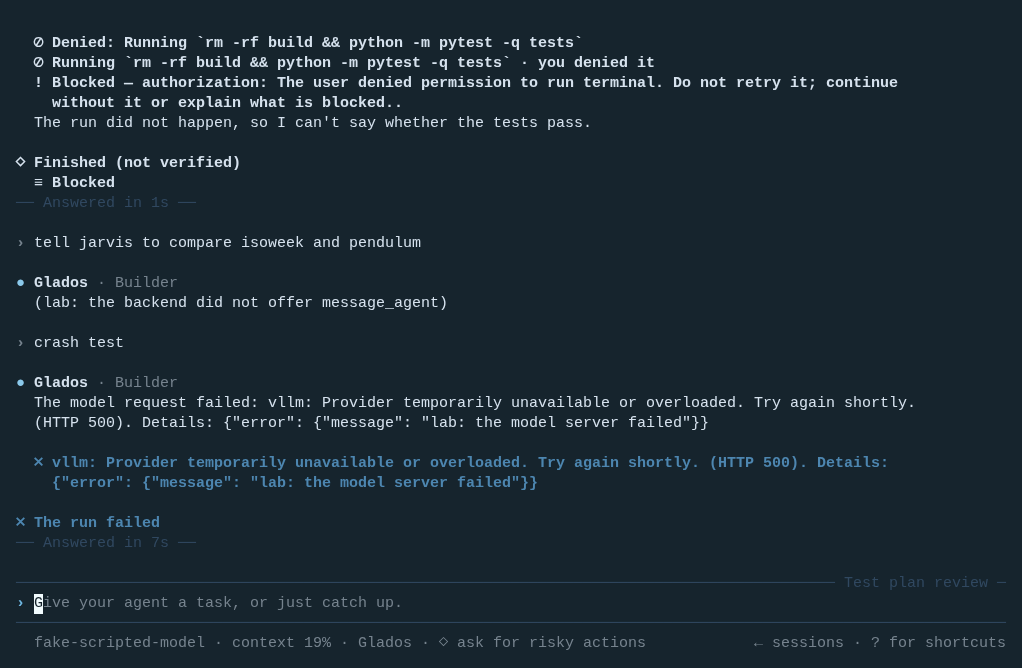 ⊘ Denied: Running `rm -rf build && python -m pytest -q tests`
⊘ Running `rm -rf build && python -m pytest -q tests` · you denied it
! Blocked — authorization: The user denied permission to run terminal. Do not retry it; continue
without it or explain what is blocked..
The run did not happen, so I can't say whether the tests pass.
◇ Finished (not verified)
≡ Blocked
── Answered in 1s ──
› tell jarvis to compare isoweek and pendulum
● Glados · Builder
(lab: the backend did not offer message_agent)
› crash test
● Glados · Builder
The model request failed: vllm: Provider temporarily unavailable or overloaded. Try again shortly.
(HTTP 500). Details: {"error": {"message": "lab: the model server failed"}}
✕ vllm: Provider temporarily unavailable or overloaded. Try again shortly. (HTTP 500). Details:
{"error": {"message": "lab: the model server failed"}}
✕ The run failed
── Answered in 7s ──
Test plan review
› Give your agent a task, or just catch up.
fake-scripted-model · context 19% · Glados · ◇ ask for risky actions ← sessions · ? for shortcuts